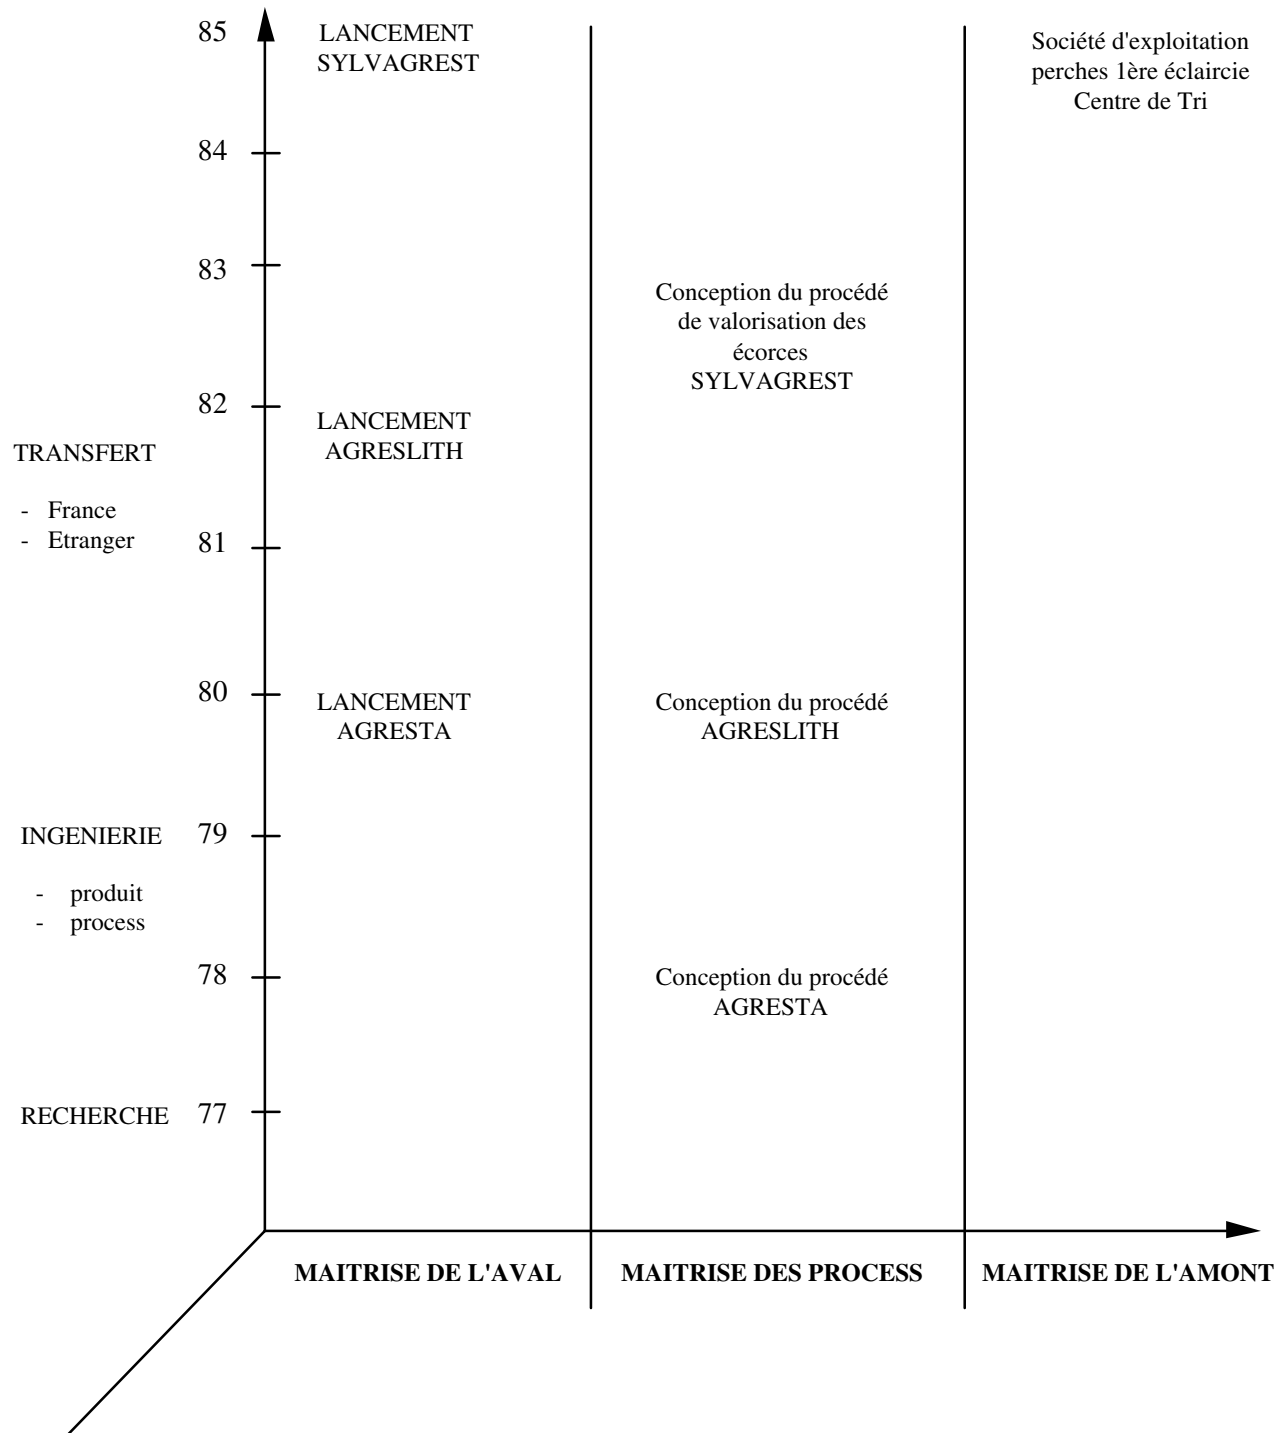 85
LANCEMENT
SYLVAGREST
Société d'exploitation
perches 1ère éclaircie
Centre de Tri
84
83
Conception du procédé
de valorisation des
écorces
SYLVAGREST
82
LANCEMENT
AGRESLITH
TRANSFERT
- France
- Etranger
81
80
LANCEMENT
AGRESTA
Conception du procédé
AGRESLITH
INGENIERIE
79
- produit
- process
78
Conception du procédé
AGRESTA
RECHERCHE
77
MAITRISE DE L'AVAL
MAITRISE DES PROCESS
MAITRISE DE L'AMONT